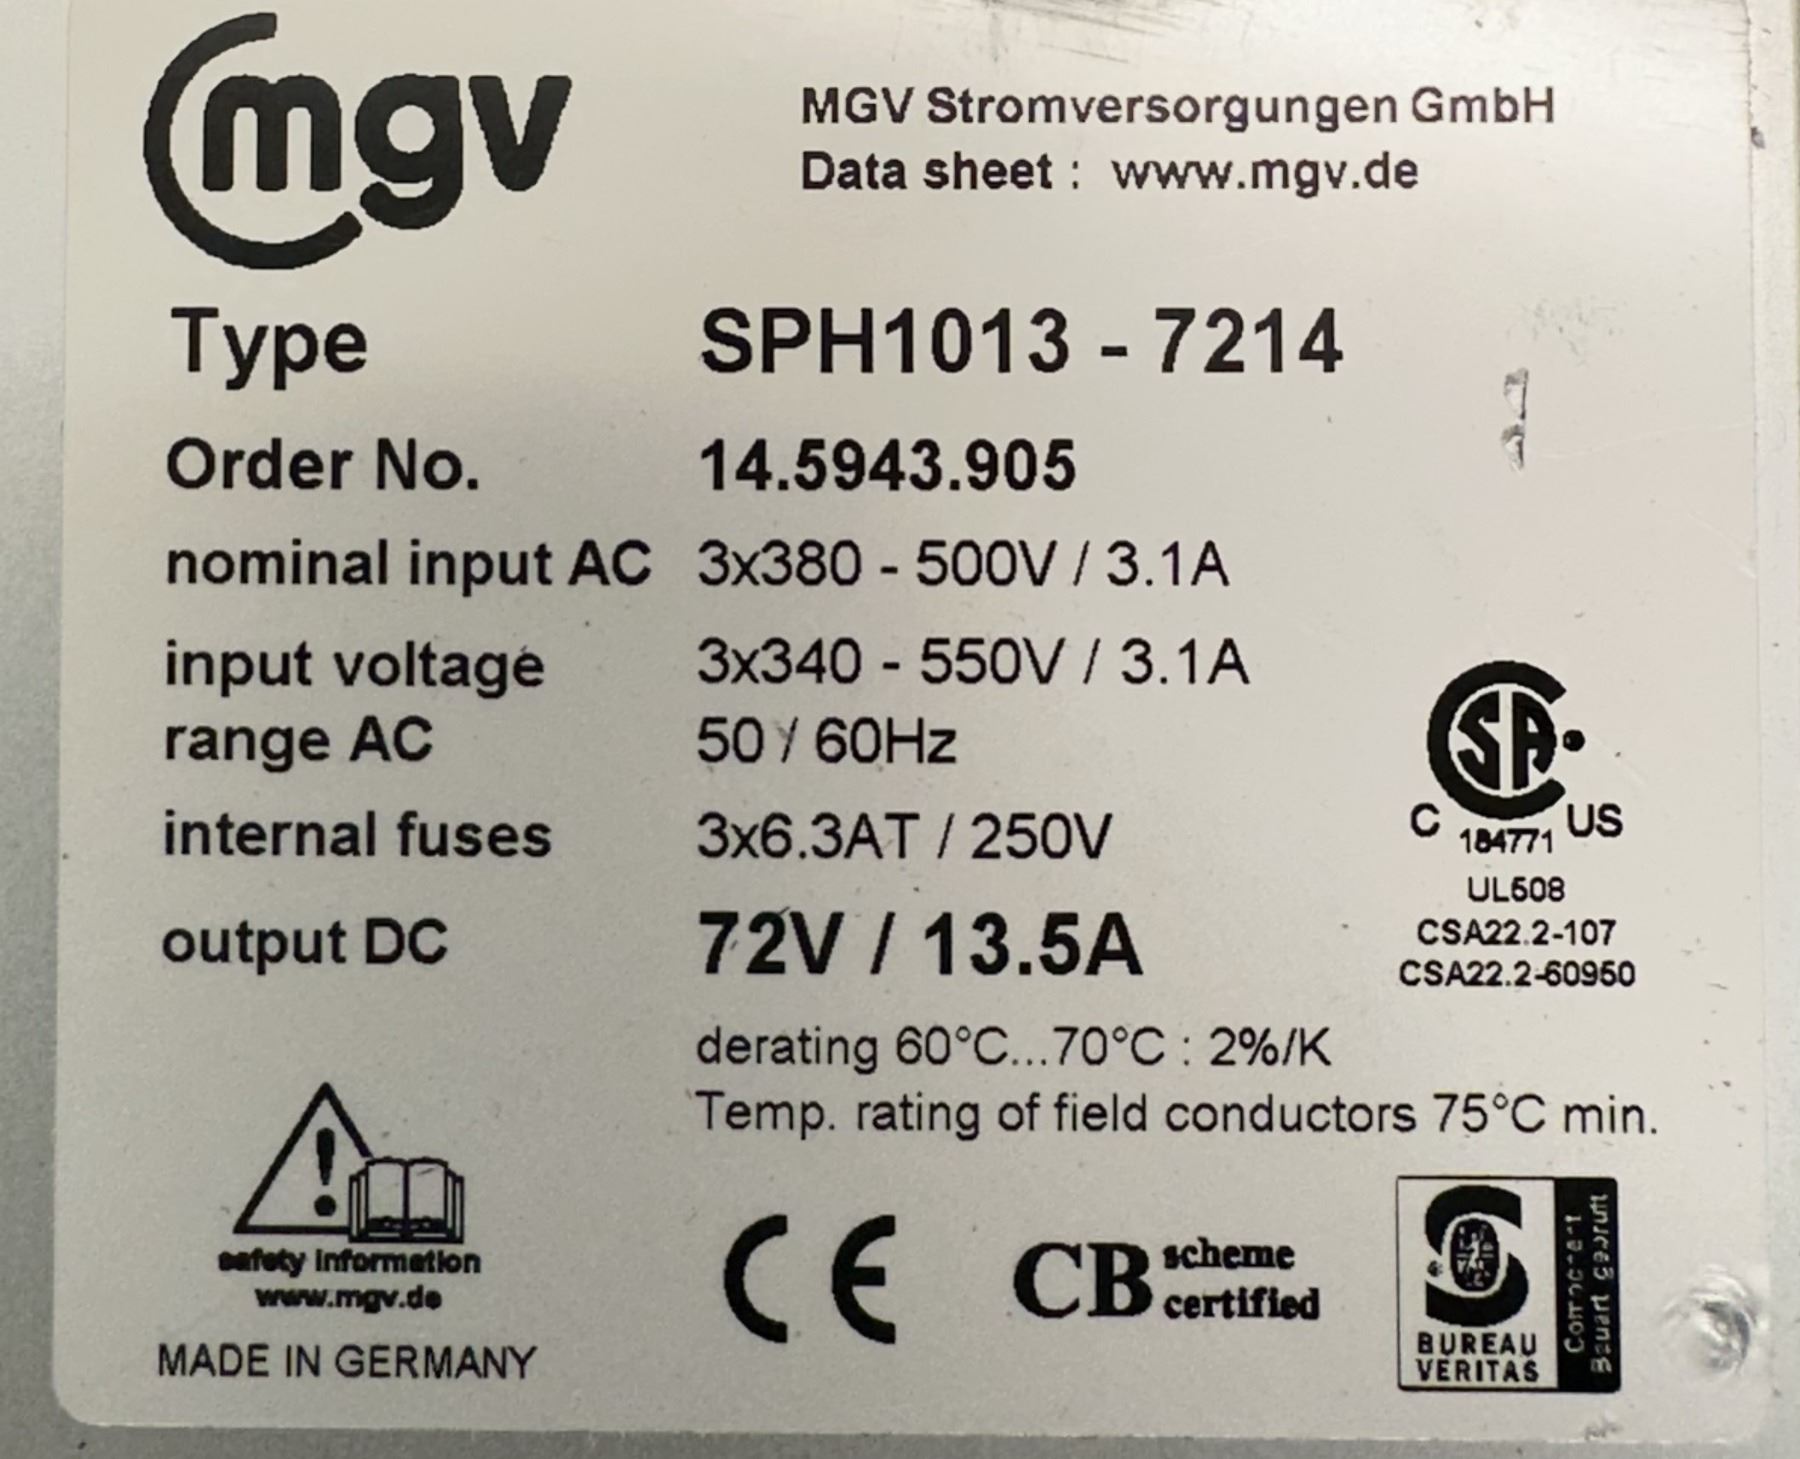 mgv
MGV Stromversorgungen GmbH
Data sheet : www.mgv.de
Type SPH1013 - 7214
Order No. 14.5943.905
nominal input AC 3x380 - 500V / 3.1A
input voltage 3x340 - 550V / 3.1A
range AC 50 / 60Hz
internal fuses 3x6.3AT / 250V
output DC 72V / 13.5A
derating 60°C...70°C : 2%/K
Temp. rating of field conductors 75°C min.
CSA
C 184771 US
UL508
CSA22.2-107
CSA22.2-60950
!
safety information
www.mgv.de
MADE IN GERMANY
CE
CB scheme
certified
S
BUREAU
VERITAS
Component
Bauart geprüft